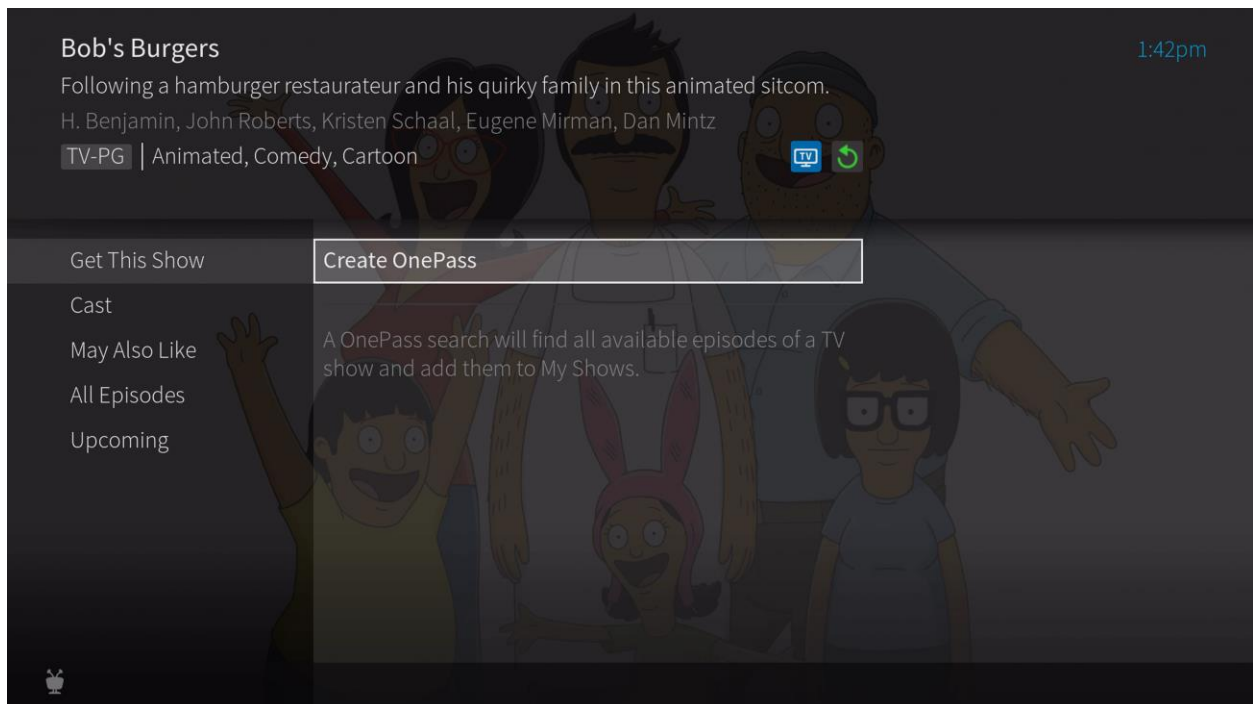 Bob's Burgers
1:42pm
Following a hamburger restaurateur and his quirky family in this animated sitcom.
H. Benjamin, John Roberts, Kristen Schaal, Eugene Mirman, Dan Mintz
TV-PG | Animated, Comedy, Cartoon
TV
Get This Show
Create OnePass
Cast
May Also Like
All Episodes
Upcoming
A OnePass search will find all available episodes of a TV
show and add them to My Shows.